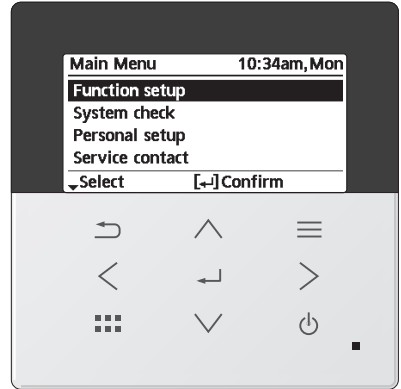 Main Menu 10:34am,Mon
Function setup
System check
Personal setup
Service contact
Select [↵]Confirm